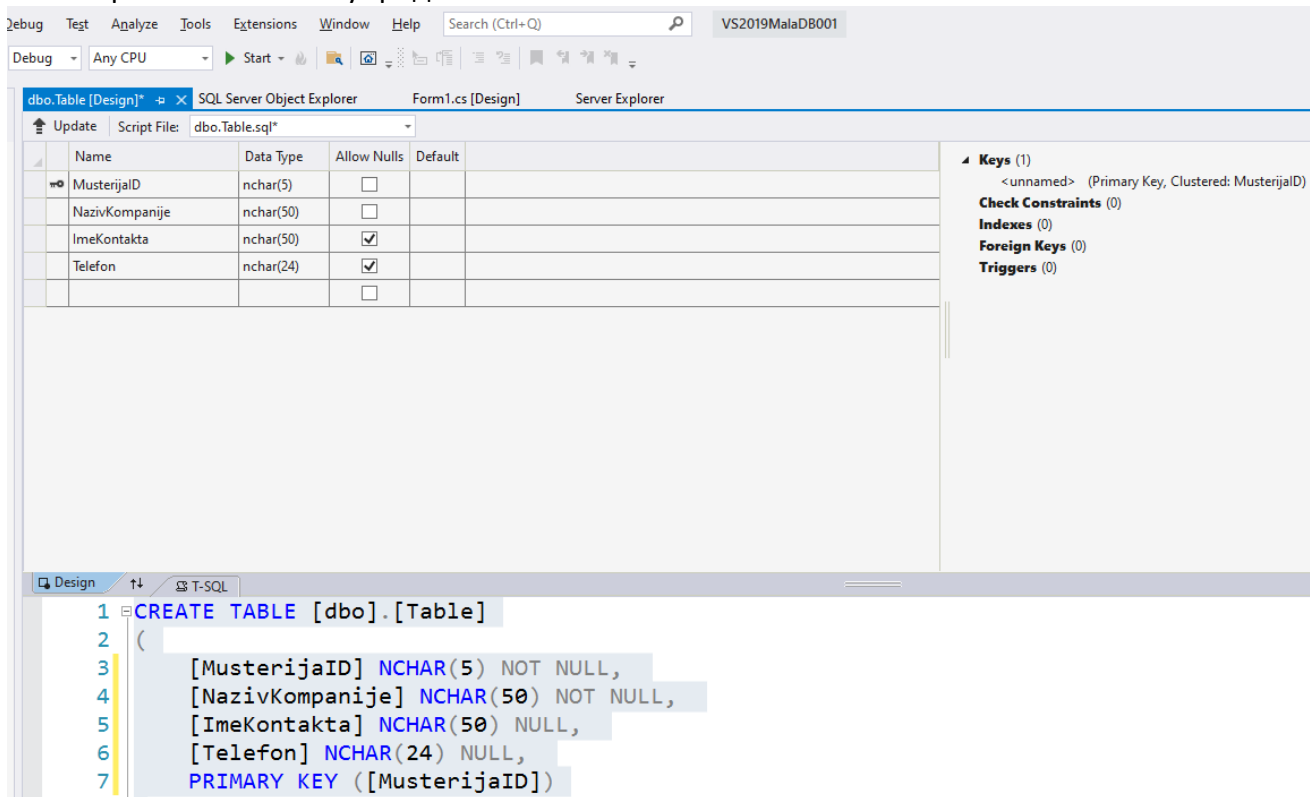 Debug Test Analyze Tools Extensions Window Help Search (Ctrl+Q) VS2019MalaDB001
Debug Any CPU Start
dbo.Table [Design]* SQL Server Object Explorer Form1.cs [Design] Server Explorer
Update Script File: dbo.Table.sql*
Name Data Type Allow Nulls Default
MusterijaID nchar(5)
NazivKompanije nchar(50)
ImeKontakta nchar(50)
Telefon nchar(24)
Keys (1)
<unnamed> (Primary Key, Clustered: MusterijaID)
Check Constraints (0)
Indexes (0)
Foreign Keys (0)
Triggers (0)
Design T-SQL
1 CREATE TABLE [dbo].[Table]
2 (
3 [MusterijaID] NCHAR(5) NOT NULL,
4 [NazivKompanije] NCHAR(50) NOT NULL,
5 [ImeKontakta] NCHAR(50) NULL,
6 [Telefon] NCHAR(24) NULL,
7 PRIMARY KEY ([MusterijaID])